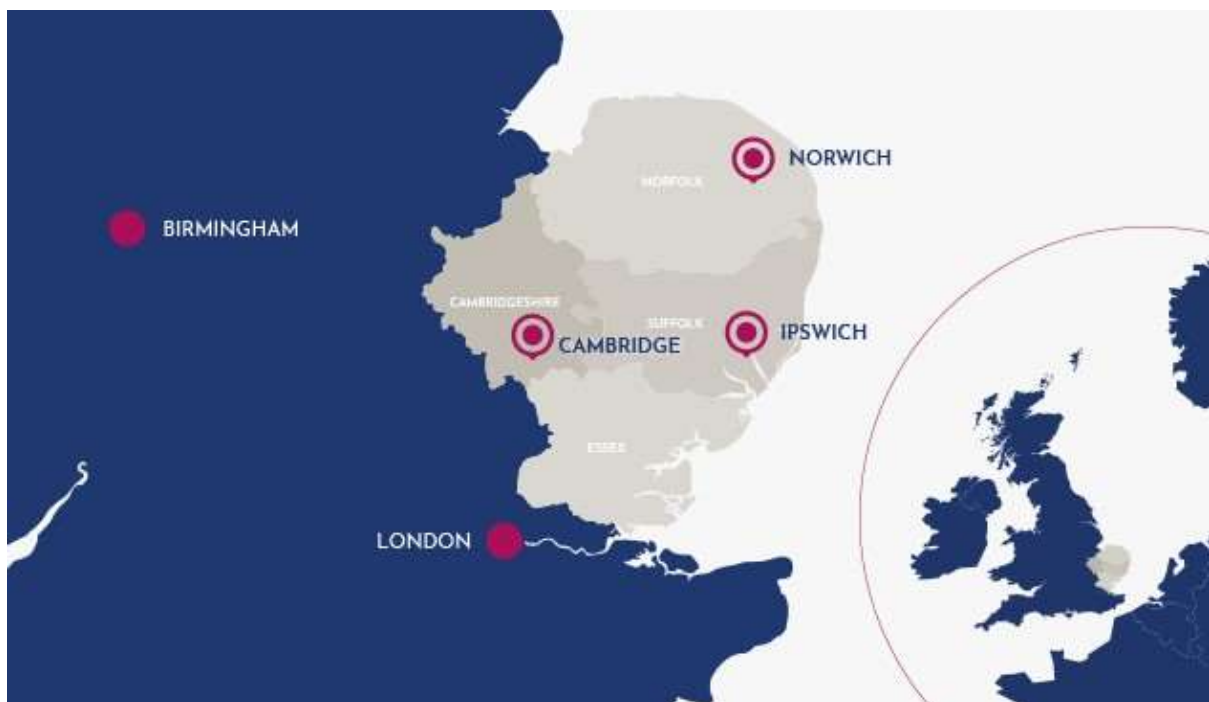 NORWICH
NORFOLK
BIRMINGHAM
CAMBRIDGESHIRE
SUFFOLK
IPSWICH
CAMBRIDGE
ESSEX
LONDON